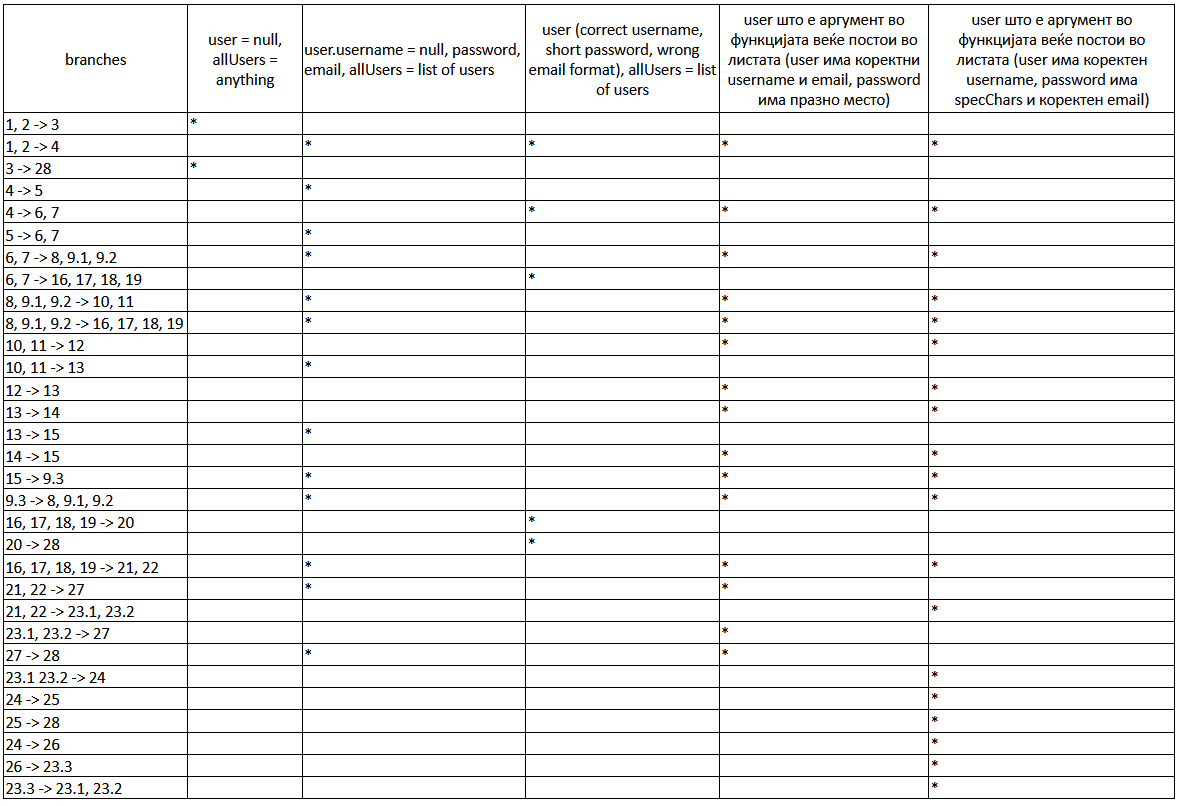 branches
user = null,
allUsers =
anything
user.username = null, password,
email, allUsers = list of users
user (correct username,
short password, wrong
email format), allUsers = list
of users
user што е аргумент во
функцијата веќе постои во
листата (user има коректни
username и email, password
има празно место)
user што е аргумент во
функцијата веќе постои во
листата (user има коректен
username, password има
specChars и коректен email)
1, 2 -> 3 *
1, 2 -> 4 * * * *
3 -> 28 *
4 -> 5 *
4 -> 6, 7 * * *
5 -> 6, 7 *
6, 7 -> 8, 9.1, 9.2 * * *
6, 7 -> 16, 17, 18, 19 *
8, 9.1, 9.2 -> 10, 11 * * *
8, 9.1, 9.2 -> 16, 17, 18, 19 * * *
10, 11 -> 12 * *
10, 11 -> 13 *
12 -> 13 * *
13 -> 14 * *
13 -> 15 *
14 -> 15 * *
15 -> 9.3 * * *
9.3 -> 8, 9.1, 9.2 * * *
16, 17, 18, 19 -> 20 *
20 -> 28 *
16, 17, 18, 19 -> 21, 22 * * *
21, 22 -> 27 * *
21, 22 -> 23.1, 23.2 *
23.1, 23.2 -> 27 *
27 -> 28 * *
23.1 23.2 -> 24 *
24 -> 25 *
25 -> 28 *
24 -> 26 *
26 -> 23.3 *
23.3 -> 23.1, 23.2 *